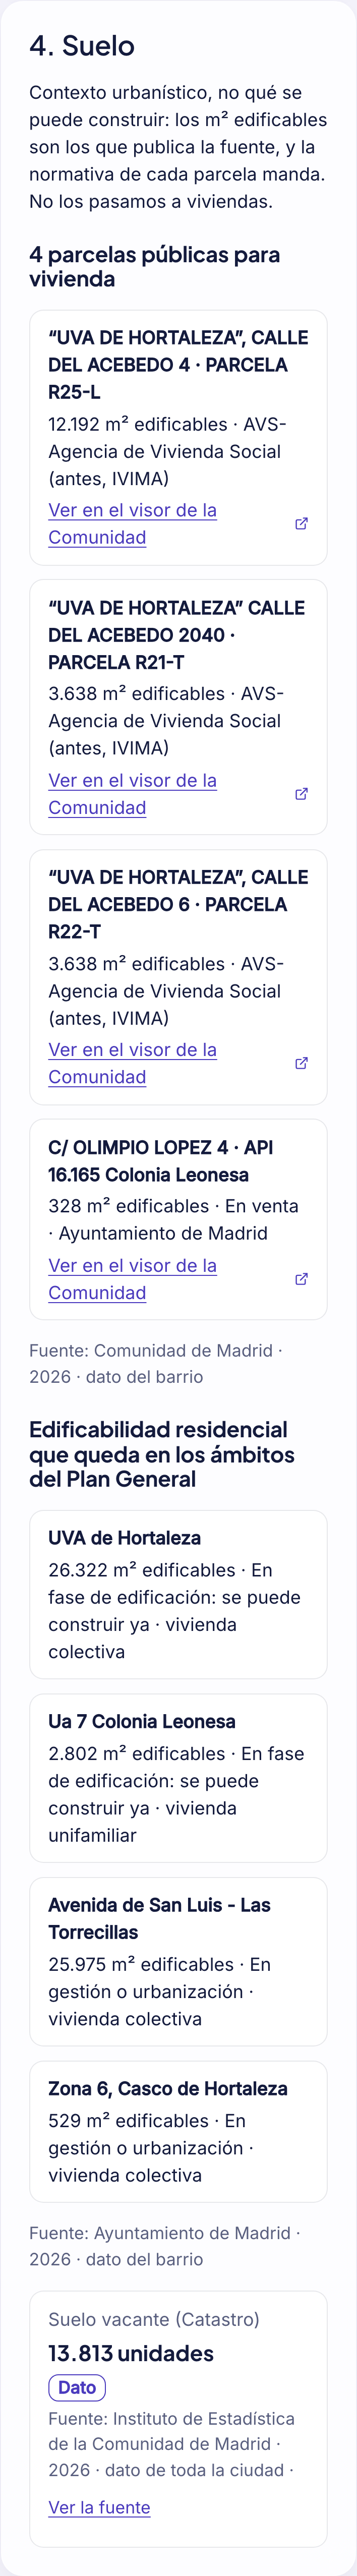 4. Suelo
Contexto urbanístico, no qué se
puede construir: los m² edificables
son los que publica la fuente, y la
normativa de cada parcela manda.
No los pasamos a viviendas.
4 parcelas públicas para
vivienda
“UVA DE HORTALEZA”, CALLE
DEL ACEBEDO 4 · PARCELA
R25-L
12.192 m² edificables · AVS-
Agencia de Vivienda Social
(antes, IVIMA)
Ver en el visor de la
Comunidad
“UVA DE HORTALEZA” CALLE
DEL ACEBEDO 2040 ·
PARCELA R21-T
3.638 m² edificables · AVS-
Agencia de Vivienda Social
(antes, IVIMA)
Ver en el visor de la
Comunidad
“UVA DE HORTALEZA”, CALLE
DEL ACEBEDO 6 · PARCELA
R22-T
3.638 m² edificables · AVS-
Agencia de Vivienda Social
(antes, IVIMA)
Ver en el visor de la
Comunidad
C/ OLIMPIO LOPEZ 4 · API
16.165 Colonia Leonesa
328 m² edificables · En venta
· Ayuntamiento de Madrid
Ver en el visor de la
Comunidad
Fuente: Comunidad de Madrid ·
2026 · dato del barrio
Edificabilidad residencial
que queda en los ámbitos
del Plan General
UVA de Hortaleza
26.322 m² edificables · En
fase de edificación: se puede
construir ya · vivienda
colectiva
Ua 7 Colonia Leonesa
2.802 m² edificables · En fase
de edificación: se puede
construir ya · vivienda
unifamiliar
Avenida de San Luis - Las
Torrecillas
25.975 m² edificables · En
gestión o urbanización ·
vivienda colectiva
Zona 6, Casco de Hortaleza
529 m² edificables · En
gestión o urbanización ·
vivienda colectiva
Fuente: Ayuntamiento de Madrid ·
2026 · dato del barrio
Suelo vacante (Catastro)
13.813 unidades
Dato
Fuente: Instituto de Estadística
de la Comunidad de Madrid ·
2026 · dato de toda la ciudad ·
Ver la fuente